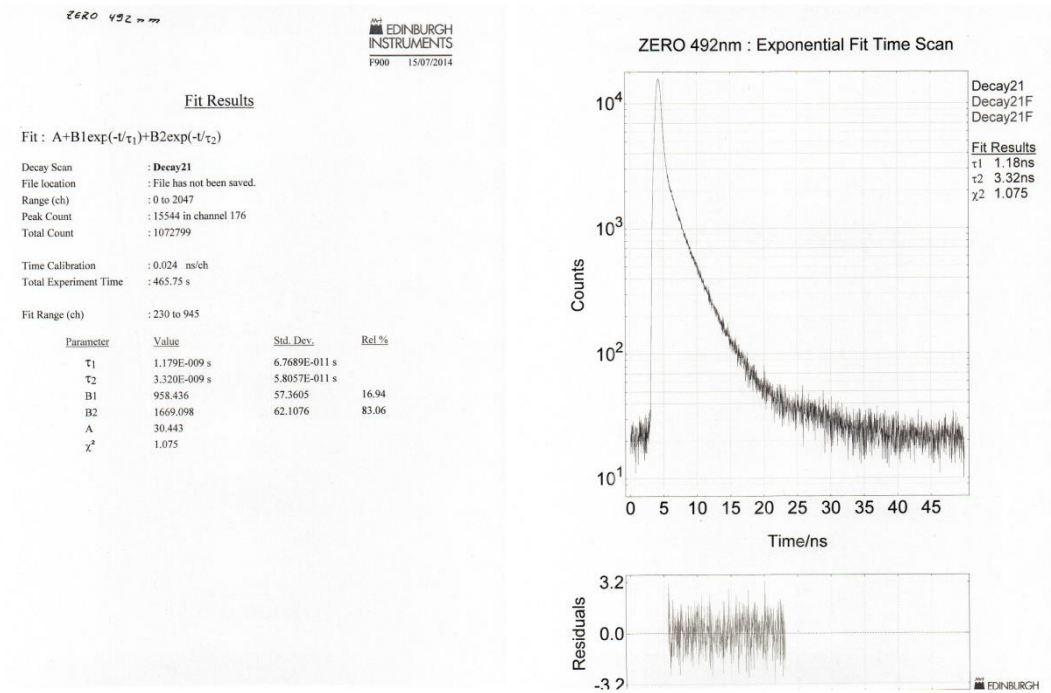 ZERO 492nm
EDINBURGH
INSTRUMENTS
F900 15/07/2014
Fit Results
Fit : A+B1exp(-t/τ1)+B2exp(-t/τ2)
Decay Scan : Decay21
File location : File has not been saved.
Range (ch) : 0 to 2047
Peak Count : 15544 in channel 176
Total Count : 1072799
Time Calibration : 0.024 ns/ch
Total Experiment Time : 465.75 s
Fit Range (ch) : 230 to 945
Parameter Value Std. Dev. Rel %
τ1 1.179E-009 s 6.7689E-011 s
τ2 3.320E-009 s 5.8057E-011 s
B1 958.436 57.3605 16.94
B2 1669.098 62.1076 83.06
A 30.443
χ² 1.075
ZERO 492nm : Exponential Fit Time Scan
Decay21
Decay21F
Decay21F
Fit Results
τ1 1.18ns
τ2 3.32ns
χ2 1.075
Counts
10⁴
10³
10²
10¹
0 5 10 15 20 25 30 35 40 45
Time/ns
Residuals
3.2
0.0
-3.2
EDINBURGH